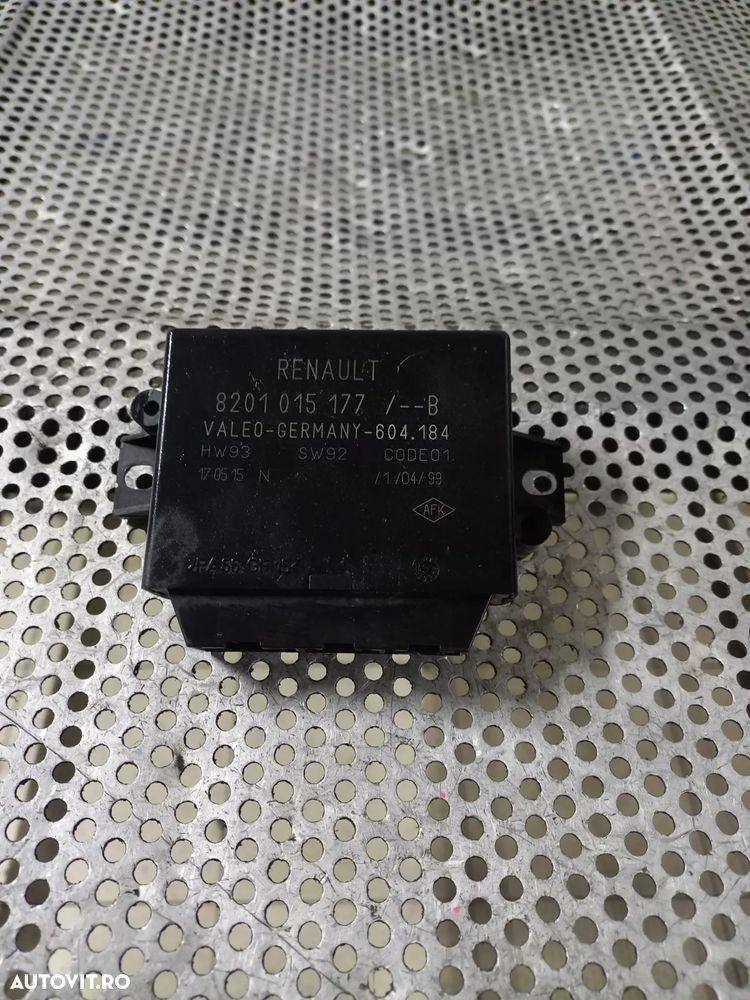 RENAULT
8201 015 177 /--B
VALEO-GERMANY-604.184
HW93 SW92 CODE01
170515 N /1/04/99
AFK
AUTOVIT.RO